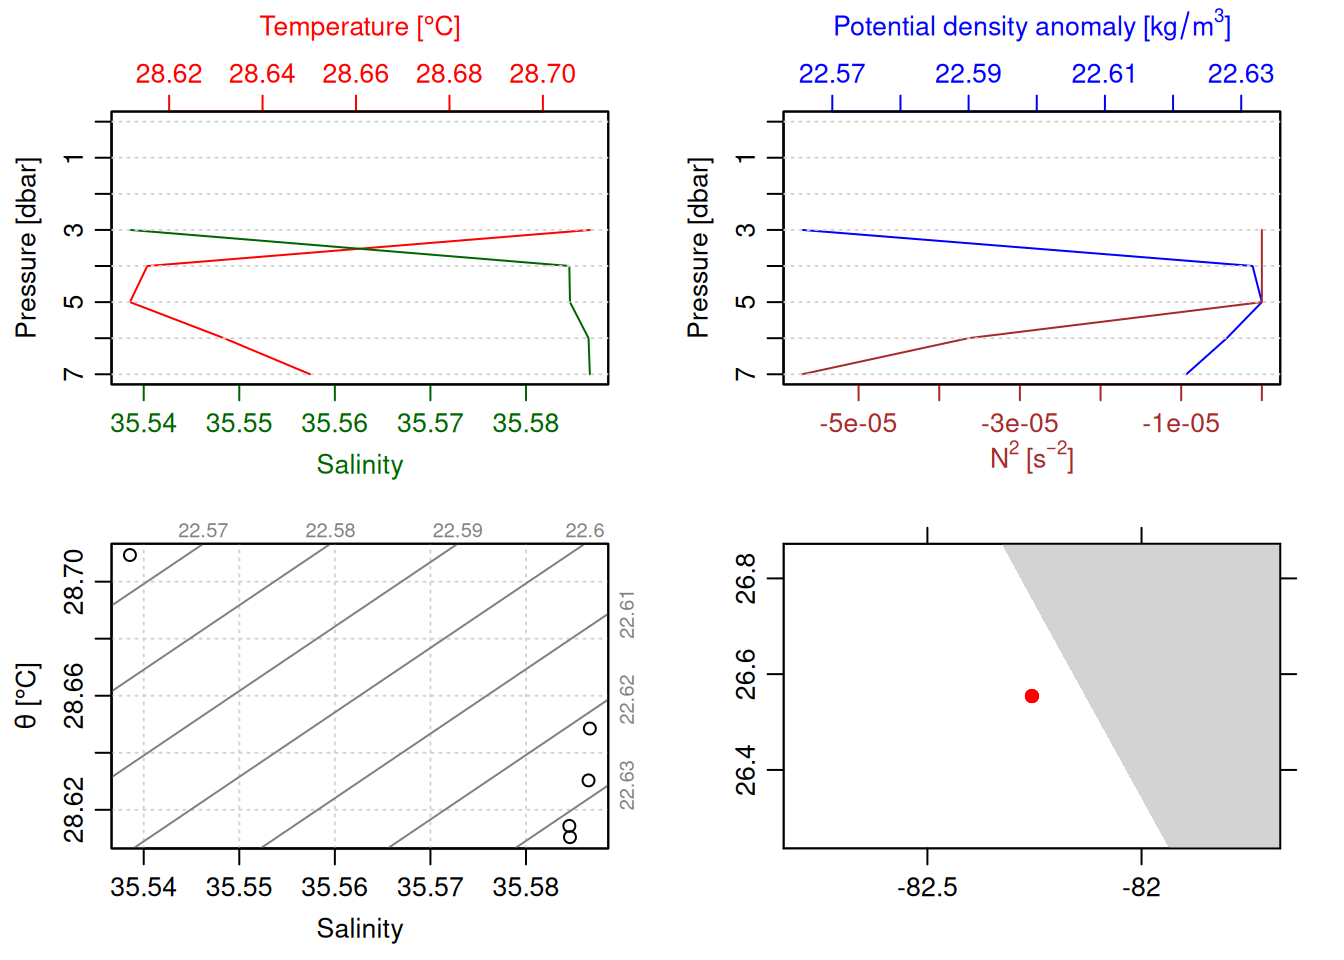 Temperature [°C]
28.62 28.64 28.66 28.68 28.70
Pressure [dbar]
1
3
5
7
35.54 35.55 35.56 35.57 35.58
Salinity
Potential density anomaly [kg/m³]
22.57 22.59 22.61 22.63
Pressure [dbar]
1
3
5
7
-5e-05 -3e-05 -1e-05
N² [s⁻²]
22.57 22.58 22.59 22.6
22.61
22.62
22.63
θ [°C]
28.70
28.66
28.62
35.54 35.55 35.56 35.57 35.58
Salinity
26.8
26.6
26.4
-82.5 -82